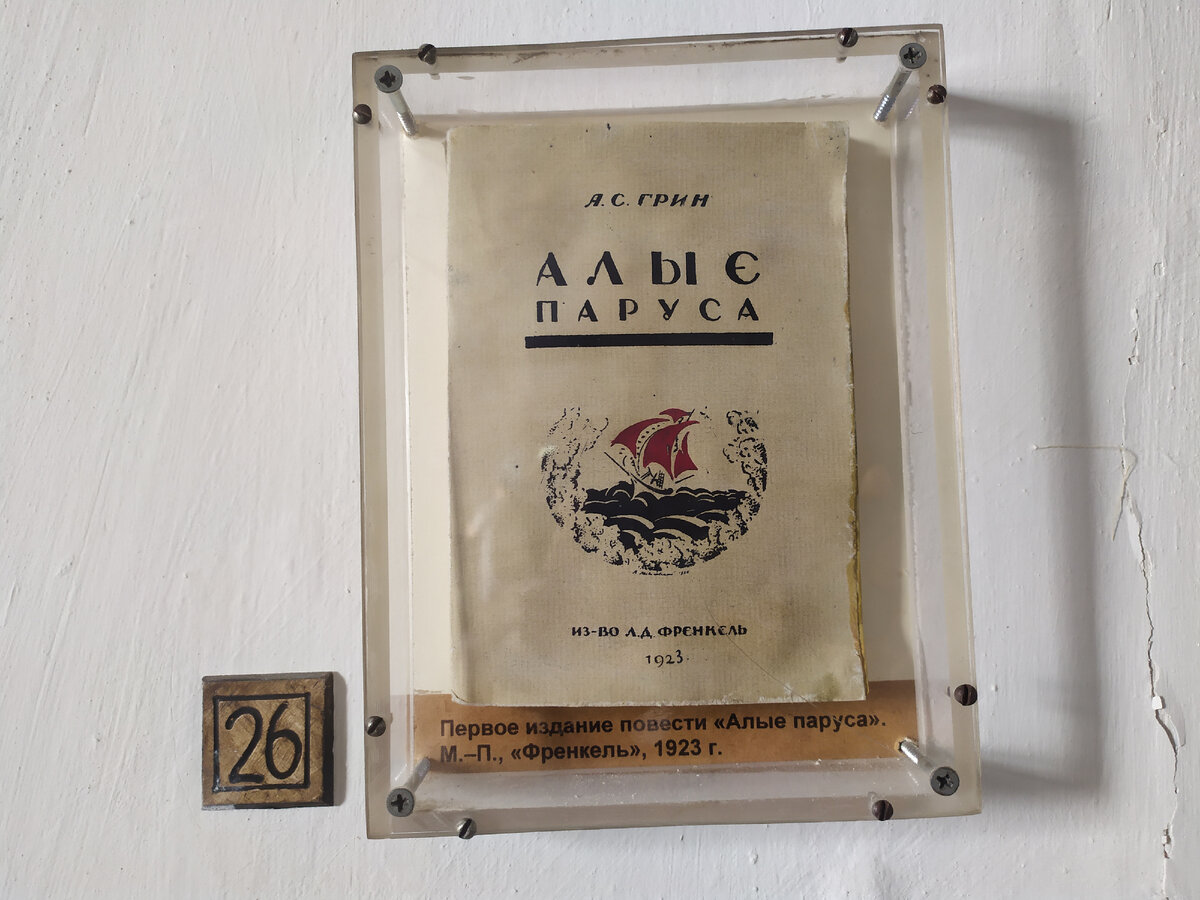 А.С. ГРИН
АЛЫЕ
ПАРУСА
ИЗ-ВО Л.Д. ФРЕНКЕЛЬ
1923.
Первое издание повести «Алые паруса».
М.–П., «Френкель», 1923 г.
26